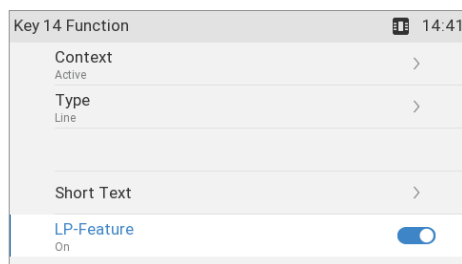 Key 14 Function 14:41
Context
Active
Type
Line
Short Text
LP-Feature
On